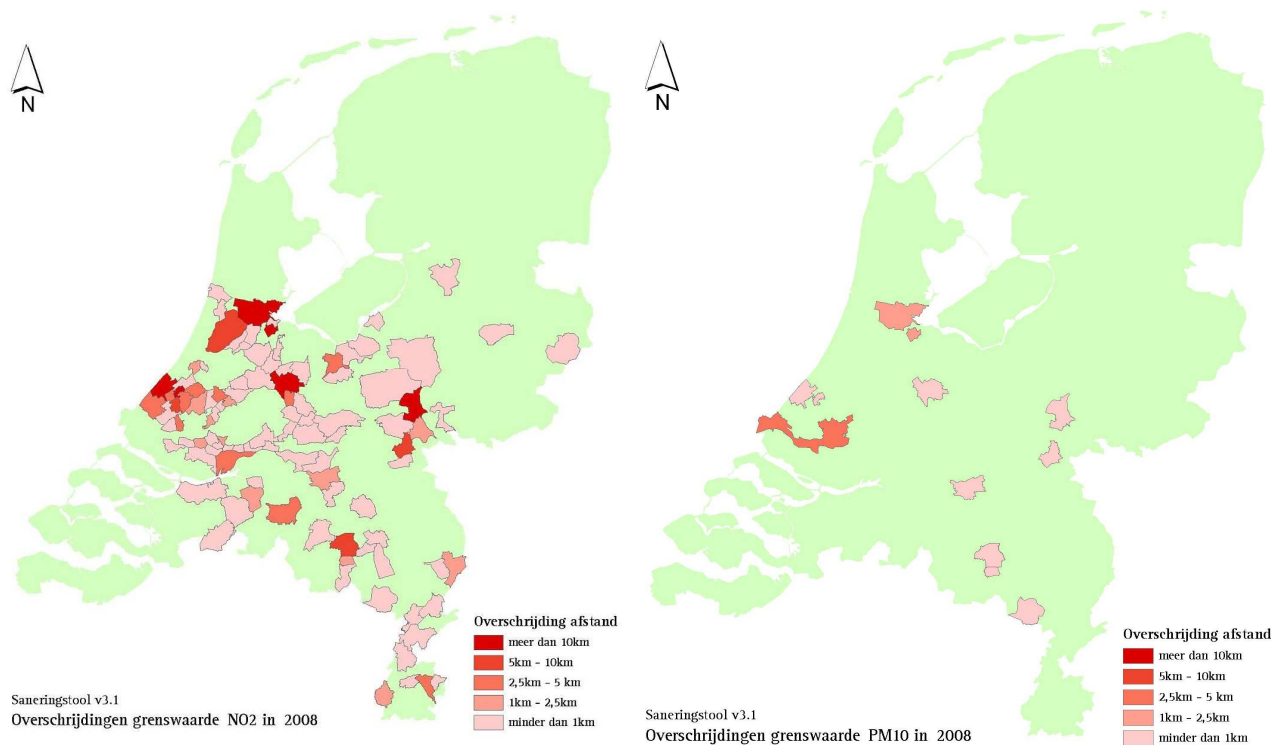 N
Overschrijding afstand
meer dan 10km
5km - 10km
2,5km - 5 km
1km - 2,5km
minder dan 1km
Saneringstool v3.1
Overschrijdingen grenswaarde NO2 in 2008
N
Overschrijding afstand
meer dan 10km
5km - 10km
2,5km - 5 km
1km - 2,5km
minder dan 1km
Saneringstool v3.1
Overschrijdingen grenswaarde PM10 in 2008